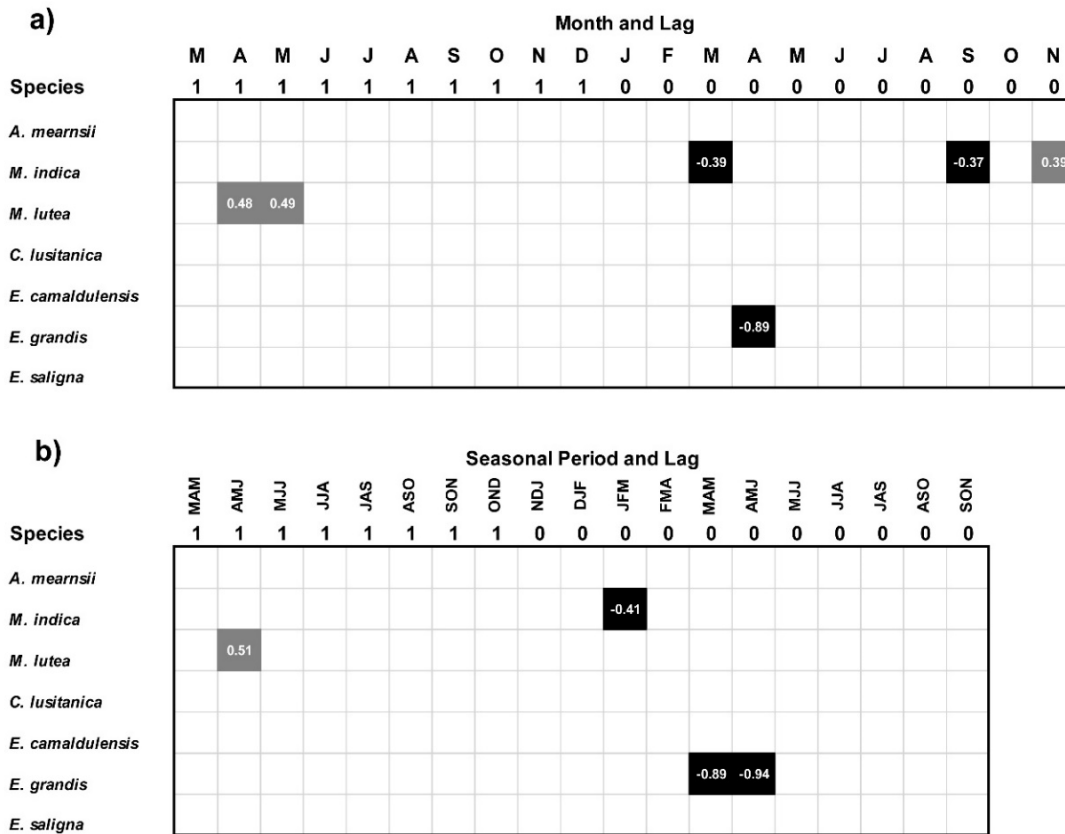 a)
Month and Lag
M A M J J A S O N D J F M A M J J A S O N
Species 1 1 1 1 1 1 1 1 1 1 0 0 0 0 0 0 0 0 0 0 0
A. mearnsii
M. indica -0.39 -0.37 0.39
M. lutea 0.48 0.49
C. lusitanica
E. camaldulensis
E. grandis -0.89
E. saligna
b)
Seasonal Period and Lag
MAM AMJ MJJ JJA JAS ASO SON OND NDJ DJF JFM FMA MAM AMJ MJJ JJA JAS ASO SON
Species 1 1 1 1 1 1 1 1 0 0 0 0 0 0 0 0 0 0 0
A. mearnsii
M. indica -0.41
M. lutea 0.51
C. lusitanica
E. camaldulensis
E. grandis -0.89 -0.94
E. saligna